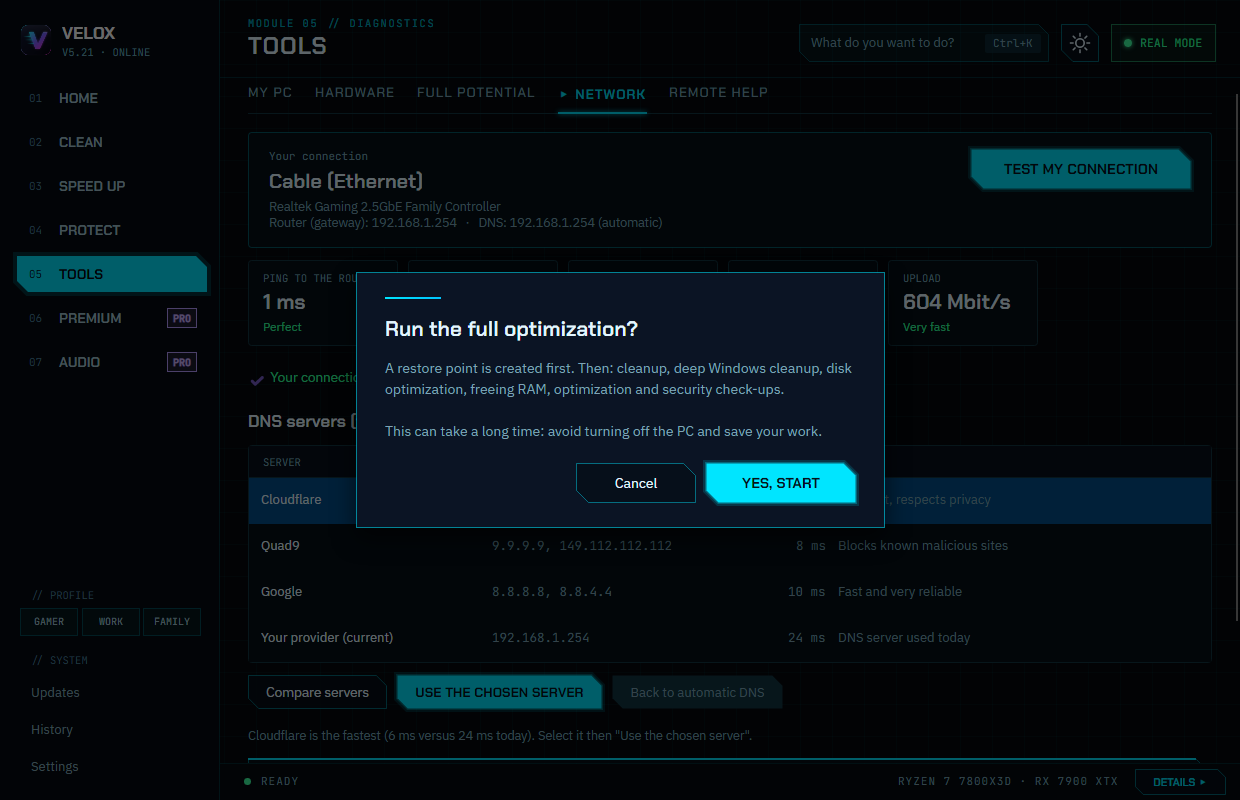 VELOX
V5.21 · ONLINE
01 HOME
02 CLEAN
03 SPEED UP
04 PROTECT
05 TOOLS
06 PREMIUM PRO
07 AUDIO PRO
// PROFILE
GAMER WORK FAMILY
// SYSTEM
Updates
History
Settings
MODULE 05 // DIAGNOSTICS
TOOLS
What do you want to do? Ctrl+K
REAL MODE
MY PC HARDWARE FULL POTENTIAL ▸ NETWORK REMOTE HELP
Your connection
Cable (Ethernet)
Realtek Gaming 2.5GbE Family Controller
Router (gateway): 192.168.1.254 · DNS: 192.168.1.254 (automatic)
TEST MY CONNECTION
PING TO THE
1 ms
Perfect
UPLOAD
604 Mbit/s
Very fast
Your
DNS servers
Run the full optimization?
A restore point is created first. Then: cleanup, deep Windows cleanup, disk
optimization, freeing RAM, optimization and security check-ups.
This can take a long time: avoid turning off the PC and save your work.
Cancel YES, START
SERVER
Cloudflare respects privacy
Quad9 9.9.9.9, 149.112.112.112 8 ms Blocks known malicious sites
Google 8.8.8.8, 8.8.4.4 10 ms Fast and very reliable
Your provider (current) 192.168.1.254 24 ms DNS server used today
Compare servers USE THE CHOSEN SERVER Back to automatic DNS
Cloudflare is the fastest (6 ms versus 24 ms today). Select it then "Use the chosen server".
READY
RYZEN 7 7800X3D · RX 7900 XTX DETAILS ▸